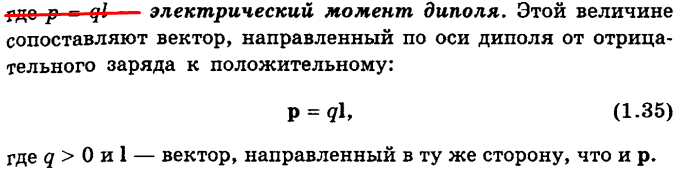 где p = ql — электрический момент диполя. Этой величине
сопоставляют вектор, направленный по оси диполя от отрица-
тельного заряда к положительному:
p = ql, (1.35)
где q > 0 и l — вектор, направленный в ту же сторону, что и p.